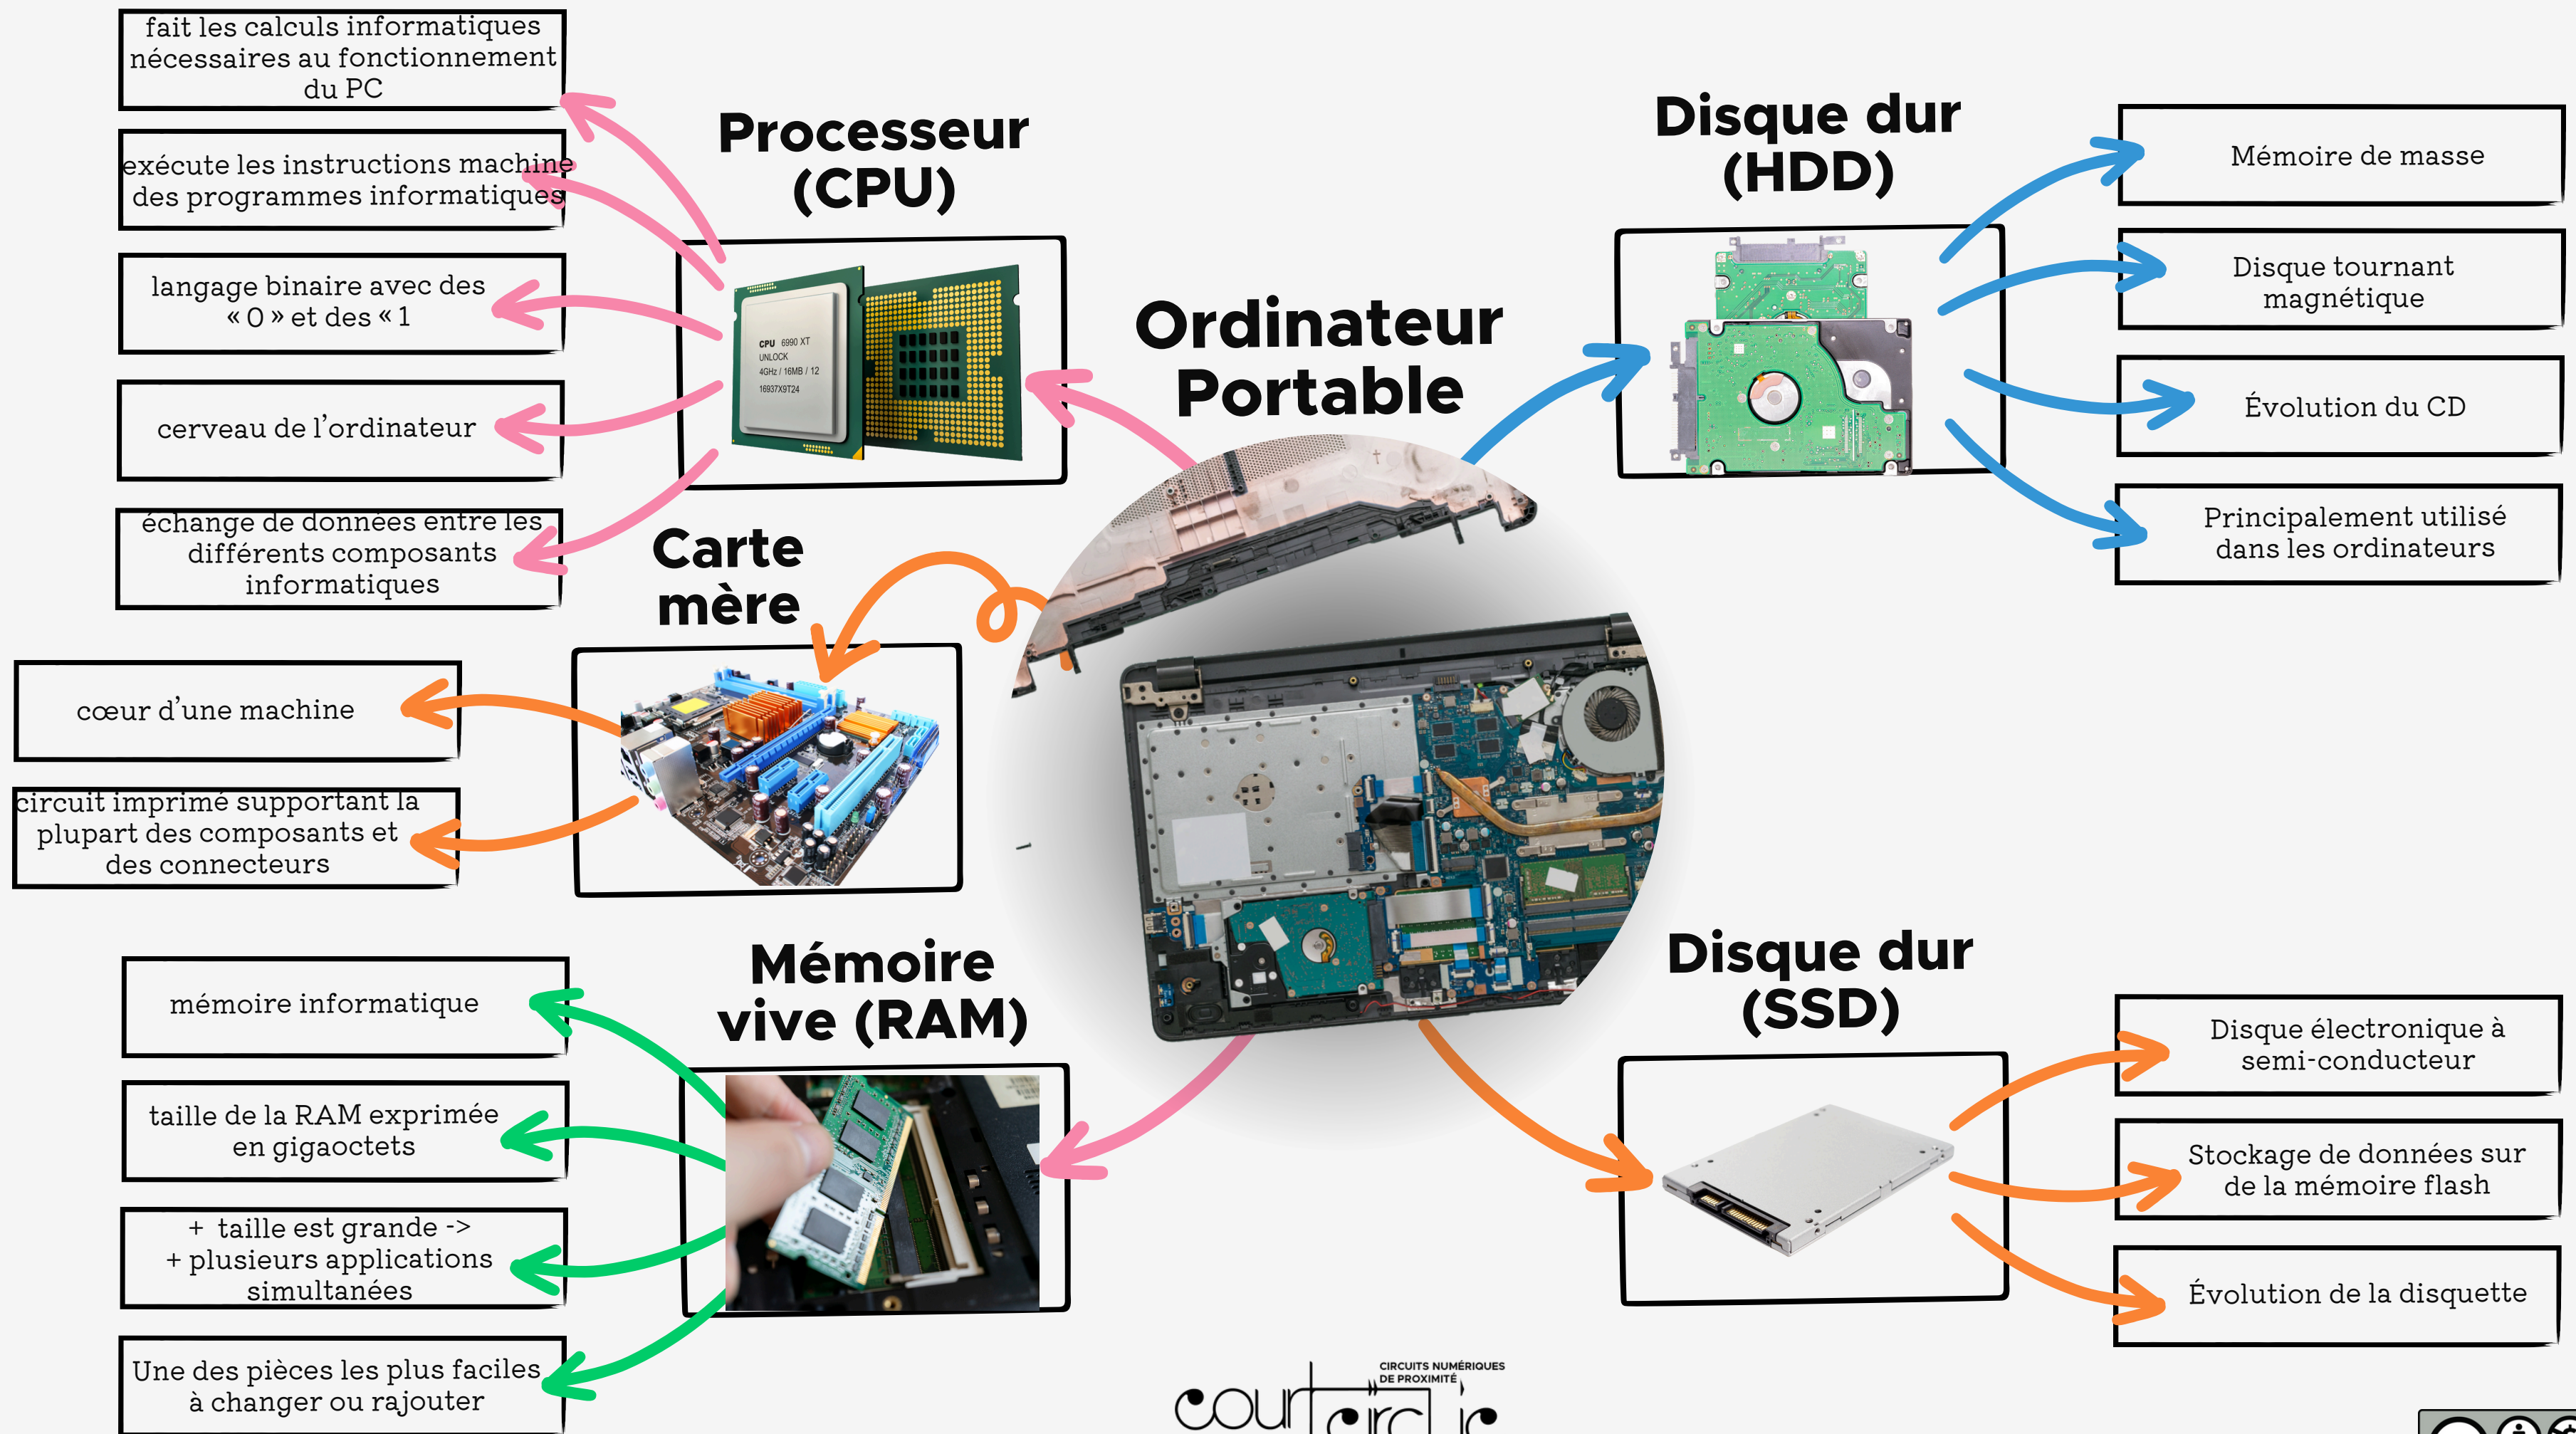 Ordinateur
Portable
Processeur
(CPU)
fait les calculs informatiques
nécessaires au fonctionnement
du PC
exécute les instructions machine
des programmes informatiques
langage binaire avec des
« 0 » et des « 1
cerveau de l’ordinateur
échange de données entre les
différents composants
informatiques
CPU 6990 XT
UNLOCK
4GHz / 16MB / 12
16937X9T24
Carte
mère
cœur d’une machine
circuit imprimé supportant la
plupart des composants et
des connecteurs
Mémoire
vive (RAM)
mémoire informatique
taille de la RAM exprimée
en gigaoctets
+ taille est grande ->
+ plusieurs applications
simultanées
Une des pièces les plus faciles
à changer ou rajouter
Disque dur
(HDD)
Mémoire de masse
Disque tournant
magnétique
Évolution du CD
Principalement utilisé
dans les ordinateurs
Disque dur
(SSD)
Disque électronique à
semi-conducteur
Stockage de données sur
de la mémoire flash
Évolution de la disquette
CIRCUITS NUMÉRIQUES
DE PROXIMITÉ
court